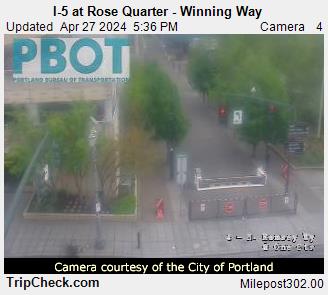 I-5 at Rose Quarter - Winning Way
Updated Apr 27 2024 5:36 PM Camera 4
PBOT
PORTLAND BUREAU OF TRANSPORTATION
Camera courtesy of the City of Portland
TripCheck.com Milepost302.00